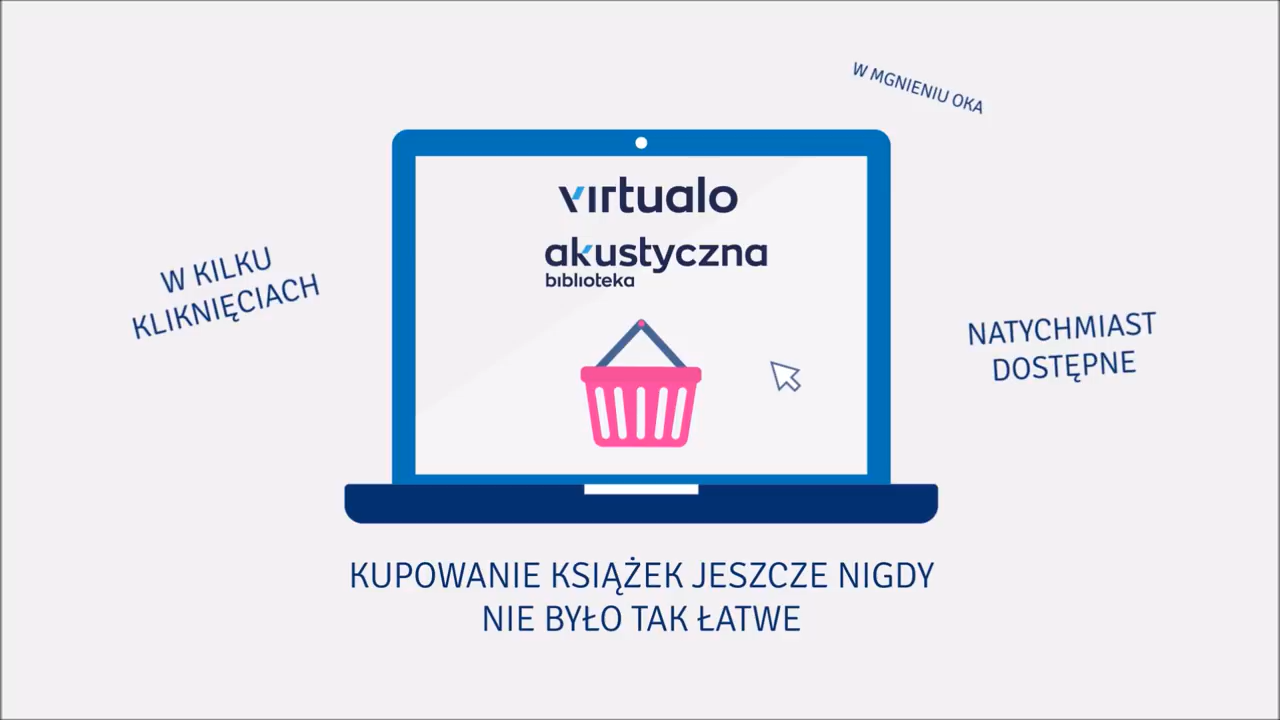 W MGNIENIU OKA
virtualo
akustyczna
biblioteka
W KILKU
KLIKNIĘCIACH
NATYCHMIAST
DOSTĘPNE
KUPOWANIE KSIĄŻEK JESZCZE NIGDY
NIE BYŁO TAK ŁATWE